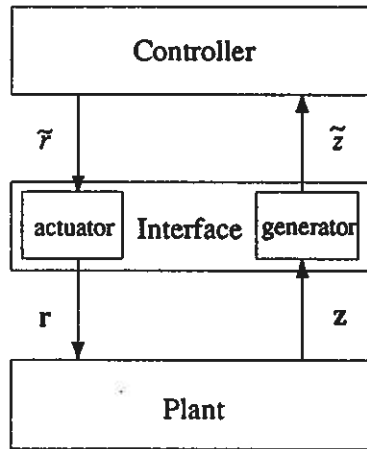 Controller
r̃ z̃
actuator Interface generator
r z
Plant